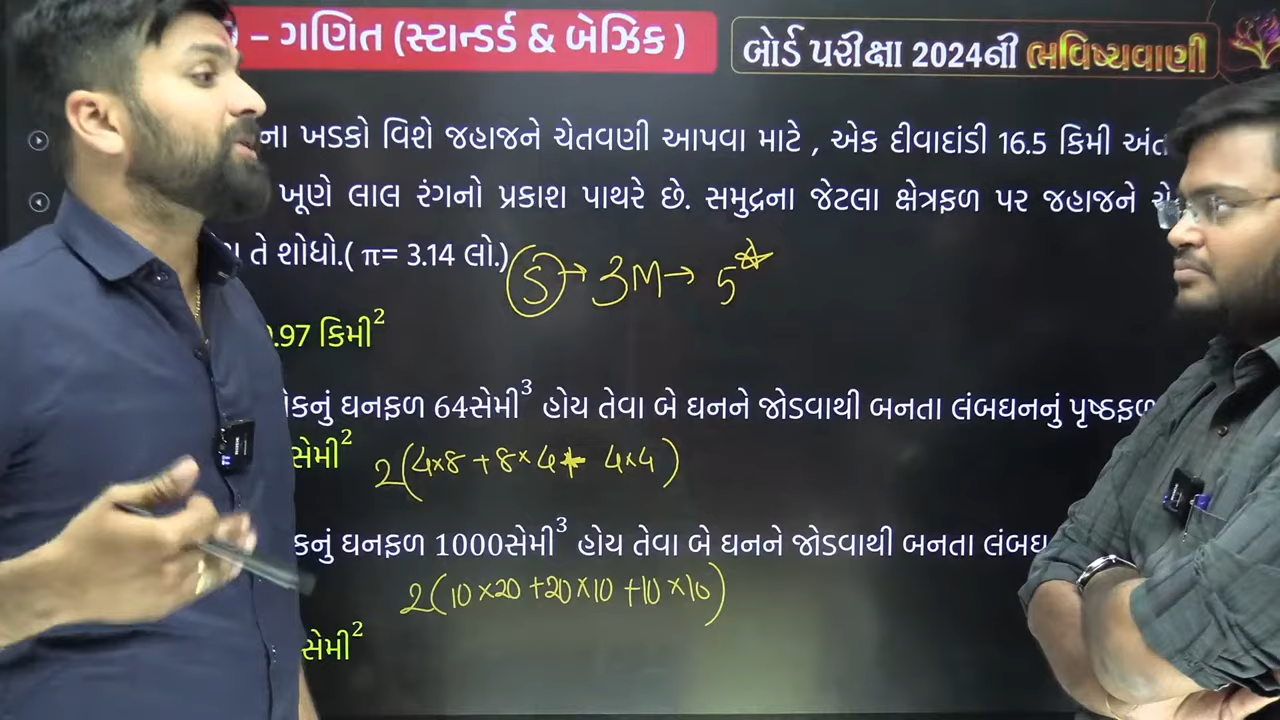 – ગણિત (સ્ટાન્ડર્ડ & બેઝિક )
બોર્ડ પરીક્ષા 2024ની ભવિષ્યવાણી
ના ખડકો વિશે જહાજને ચેતવણી આપવા માટે , એક દીવાદાંડી 16.5 કિમી
ખૂણે લાલ રંગનો પ્રકાશ પાથરે છે. સમુદ્રના જેટલા ક્ષેત્રફળ પર જહાજને
તે શોધો.( π= 3.14 લો.)
S → 3M → 5
.97 કિમી²
ઘનફળ 64સેમી³ હોય તેવા બે ઘનને જોડવાથી બનતા લંબઘનનું પૃષ્ઠફળ
સેમી²
2(4×8 + 8×4+ 4×4)
ઘનફળ 1000સેમી³ હોય તેવા બે ઘનને જોડવાથી બનતા
2(10×20 +20×10 +10×10)
સેમી²